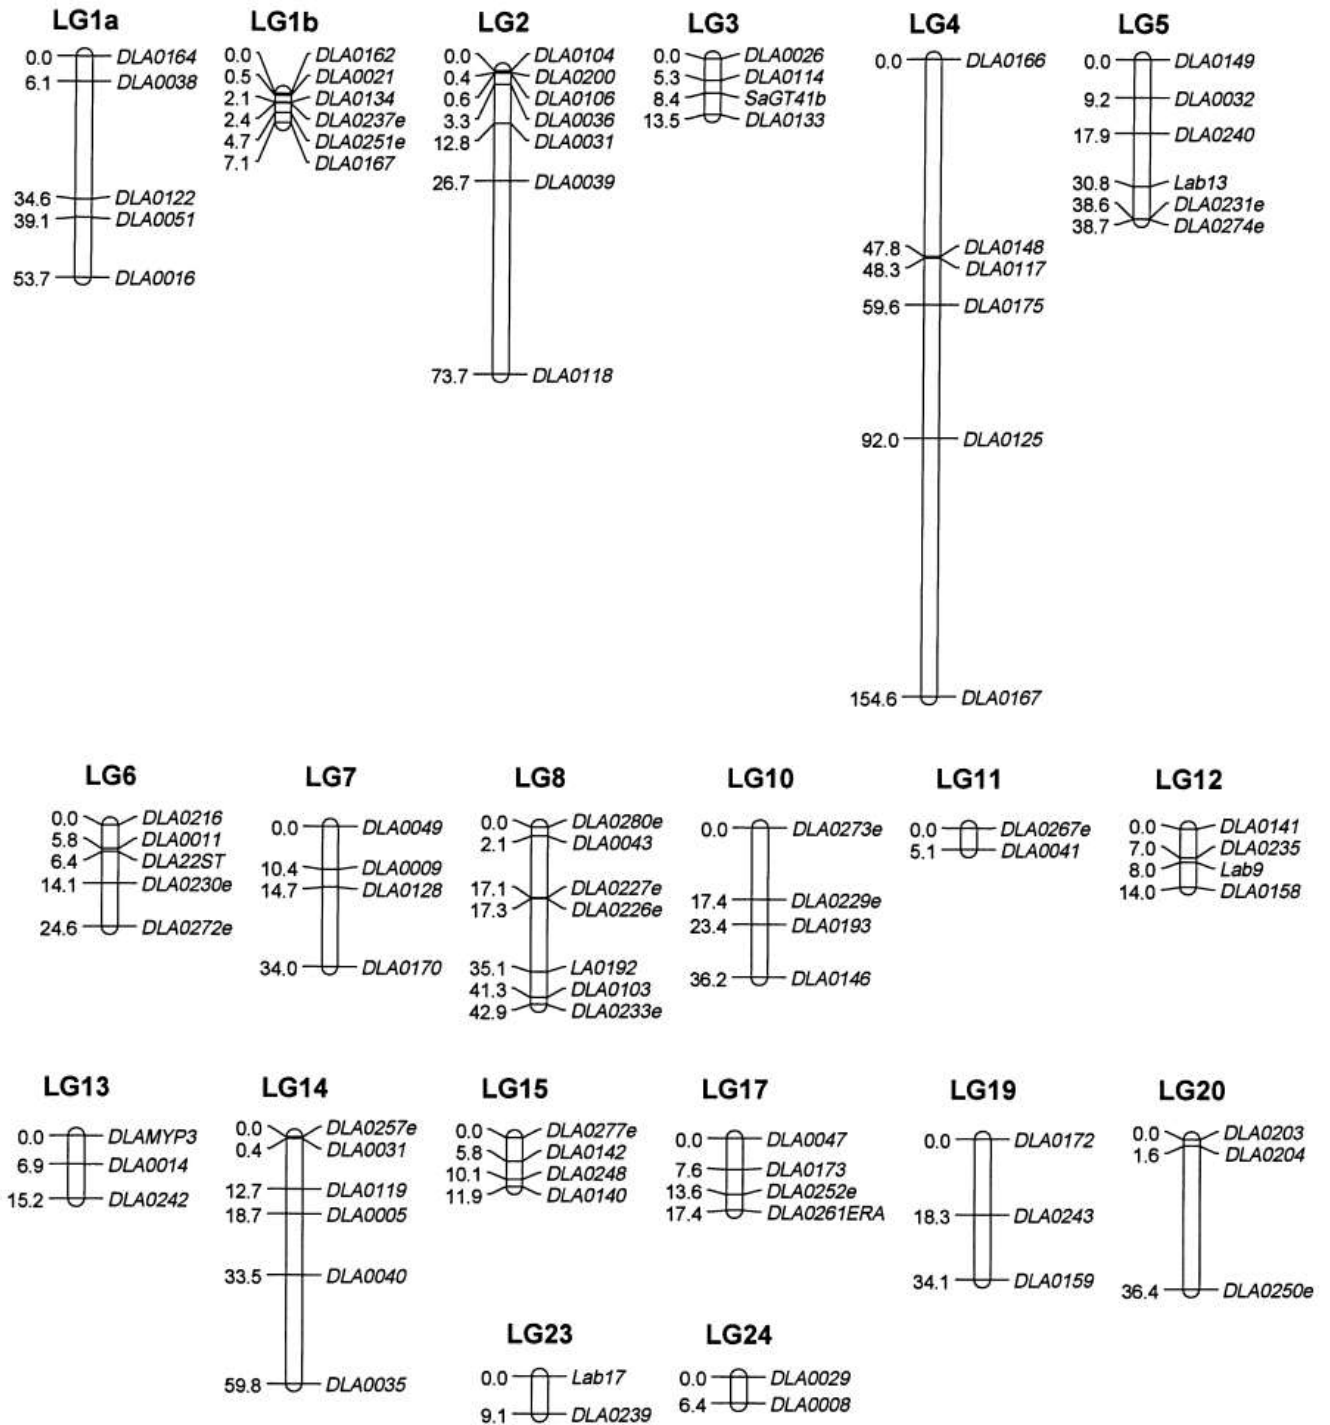 LG1a
0.0 DLA0164
6.1 DLA0038
34.6 DLA0122
39.1 DLA0051
53.7 DLA0016
LG1b
0.0 DLA0162
0.5 DLA0021
2.1 DLA0134
2.4 DLA0237e
4.7 DLA0251e
7.1 DLA0167
LG2
0.0 DLA0104
0.4 DLA0200
0.6 DLA0106
3.3 DLA0036
12.8 DLA0031
26.7 DLA0039
73.7 DLA0118
LG3
0.0 DLA0026
5.3 DLA0114
8.4 SaGT41b
13.5 DLA0133
LG4
0.0 DLA0166
47.8 DLA0148
48.3 DLA0117
59.6 DLA0175
92.0 DLA0125
154.6 DLA0167
LG5
0.0 DLA0149
9.2 DLA0032
17.9 DLA0240
30.8 Lab13
38.6 DLA0231e
38.7 DLA0274e
LG6
0.0 DLA0216
5.8 DLA0011
6.4 DLA22ST
14.1 DLA0230e
24.6 DLA0272e
LG7
0.0 DLA0049
10.4 DLA0009
14.7 DLA0128
34.0 DLA0170
LG8
0.0 DLA0280e
2.1 DLA0043
17.1 DLA0227e
17.3 DLA0226e
35.1 LA0192
41.3 DLA0103
42.9 DLA0233e
LG10
0.0 DLA0273e
17.4 DLA0229e
23.4 DLA0193
36.2 DLA0146
LG11
0.0 DLA0267e
5.1 DLA0041
LG12
0.0 DLA0141
7.0 DLA0235
8.0 Lab9
14.0 DLA0158
LG13
0.0 DLAMYP3
6.9 DLA0014
15.2 DLA0242
LG14
0.0 DLA0257e
0.4 DLA0031
12.7 DLA0119
18.7 DLA0005
33.5 DLA0040
59.8 DLA0035
LG15
0.0 DLA0277e
5.8 DLA0142
10.1 DLA0248
11.9 DLA0140
LG17
0.0 DLA0047
7.6 DLA0173
13.6 DLA0252e
17.4 DLA0261ERA
LG19
0.0 DLA0172
18.3 DLA0243
34.1 DLA0159
LG20
0.0 DLA0203
1.6 DLA0204
36.4 DLA0250e
LG23
0.0 Lab17
9.1 DLA0239
LG24
0.0 DLA0029
6.4 DLA0008